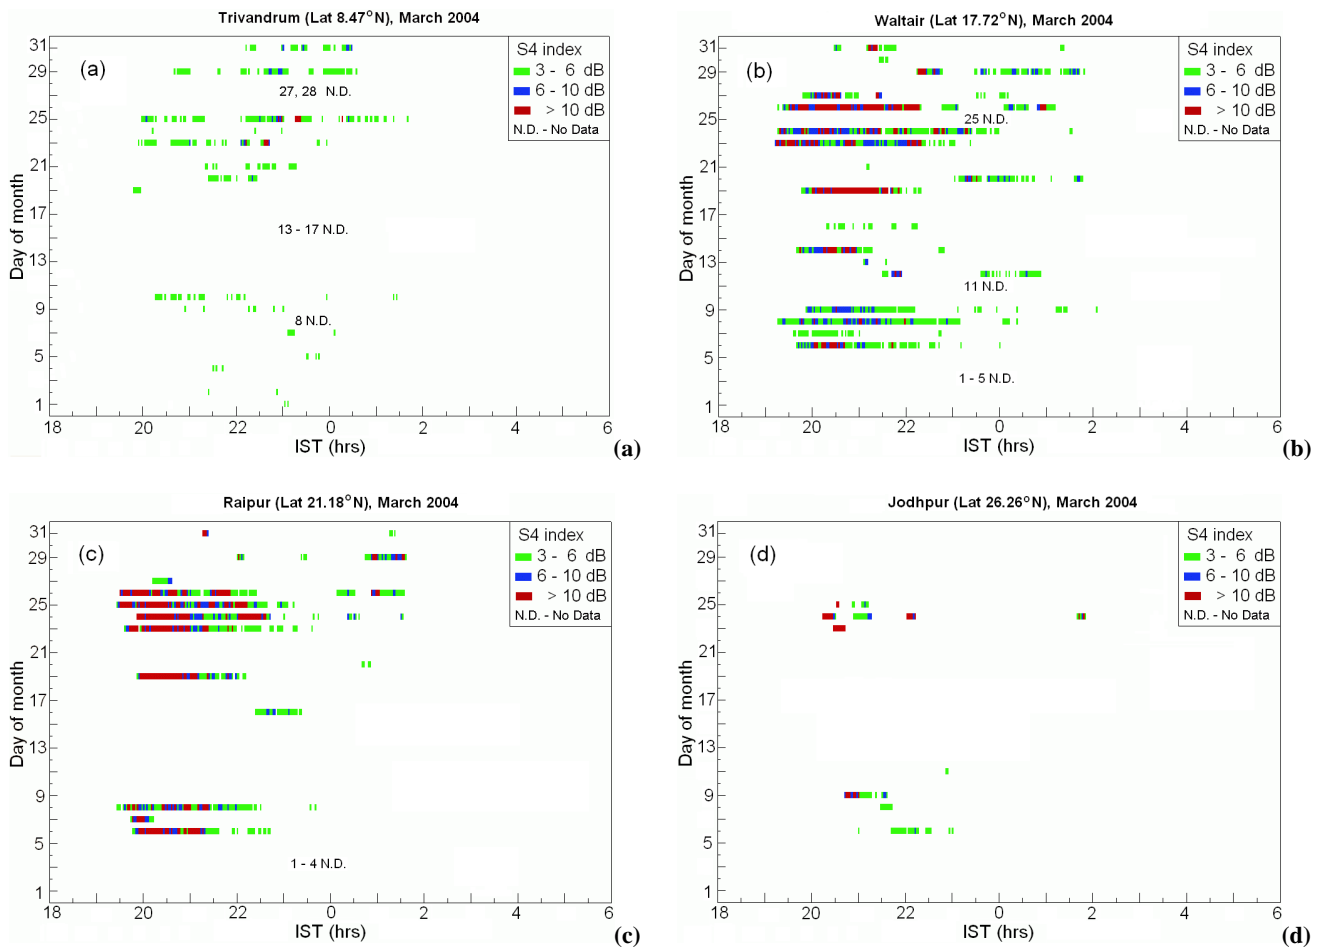 Trivandrum (Lat 8.47°N), March 2004
(a)
S4 index
3 - 6 dB
6 - 10 dB
> 10 dB
N.D. - No Data
27, 28 N.D.
13 - 17 N.D.
8 N.D.
Day of month
31
29
25
21
17
13
9
5
1
18 20 22 0 2 4 6
IST (hrs)
(a)
Waltair (Lat 17.72°N), March 2004
(b)
S4 index
3 - 6 dB
6 - 10 dB
> 10 dB
N.D. - No Data
25 N.D.
11 N.D.
1 - 5 N.D.
Day of month
31
29
25
21
17
13
9
5
1
18 20 22 0 2 4 6
IST (hrs)
(b)
Raipur (Lat 21.18°N), March 2004
(c)
S4 index
3 - 6 dB
6 - 10 dB
> 10 dB
N.D. - No Data
1 - 4 N.D.
Day of month
31
29
25
21
17
13
9
5
1
18 20 22 0 2 4 6
IST (hrs)
(c)
Jodhpur (Lat 26.26°N), March 2004
(d)
S4 index
3 - 6 dB
6 - 10 dB
> 10 dB
N.D. - No Data
Day of month
31
29
25
21
17
13
9
5
1
18 20 22 0 2 4 6
IST (hrs)
(d)